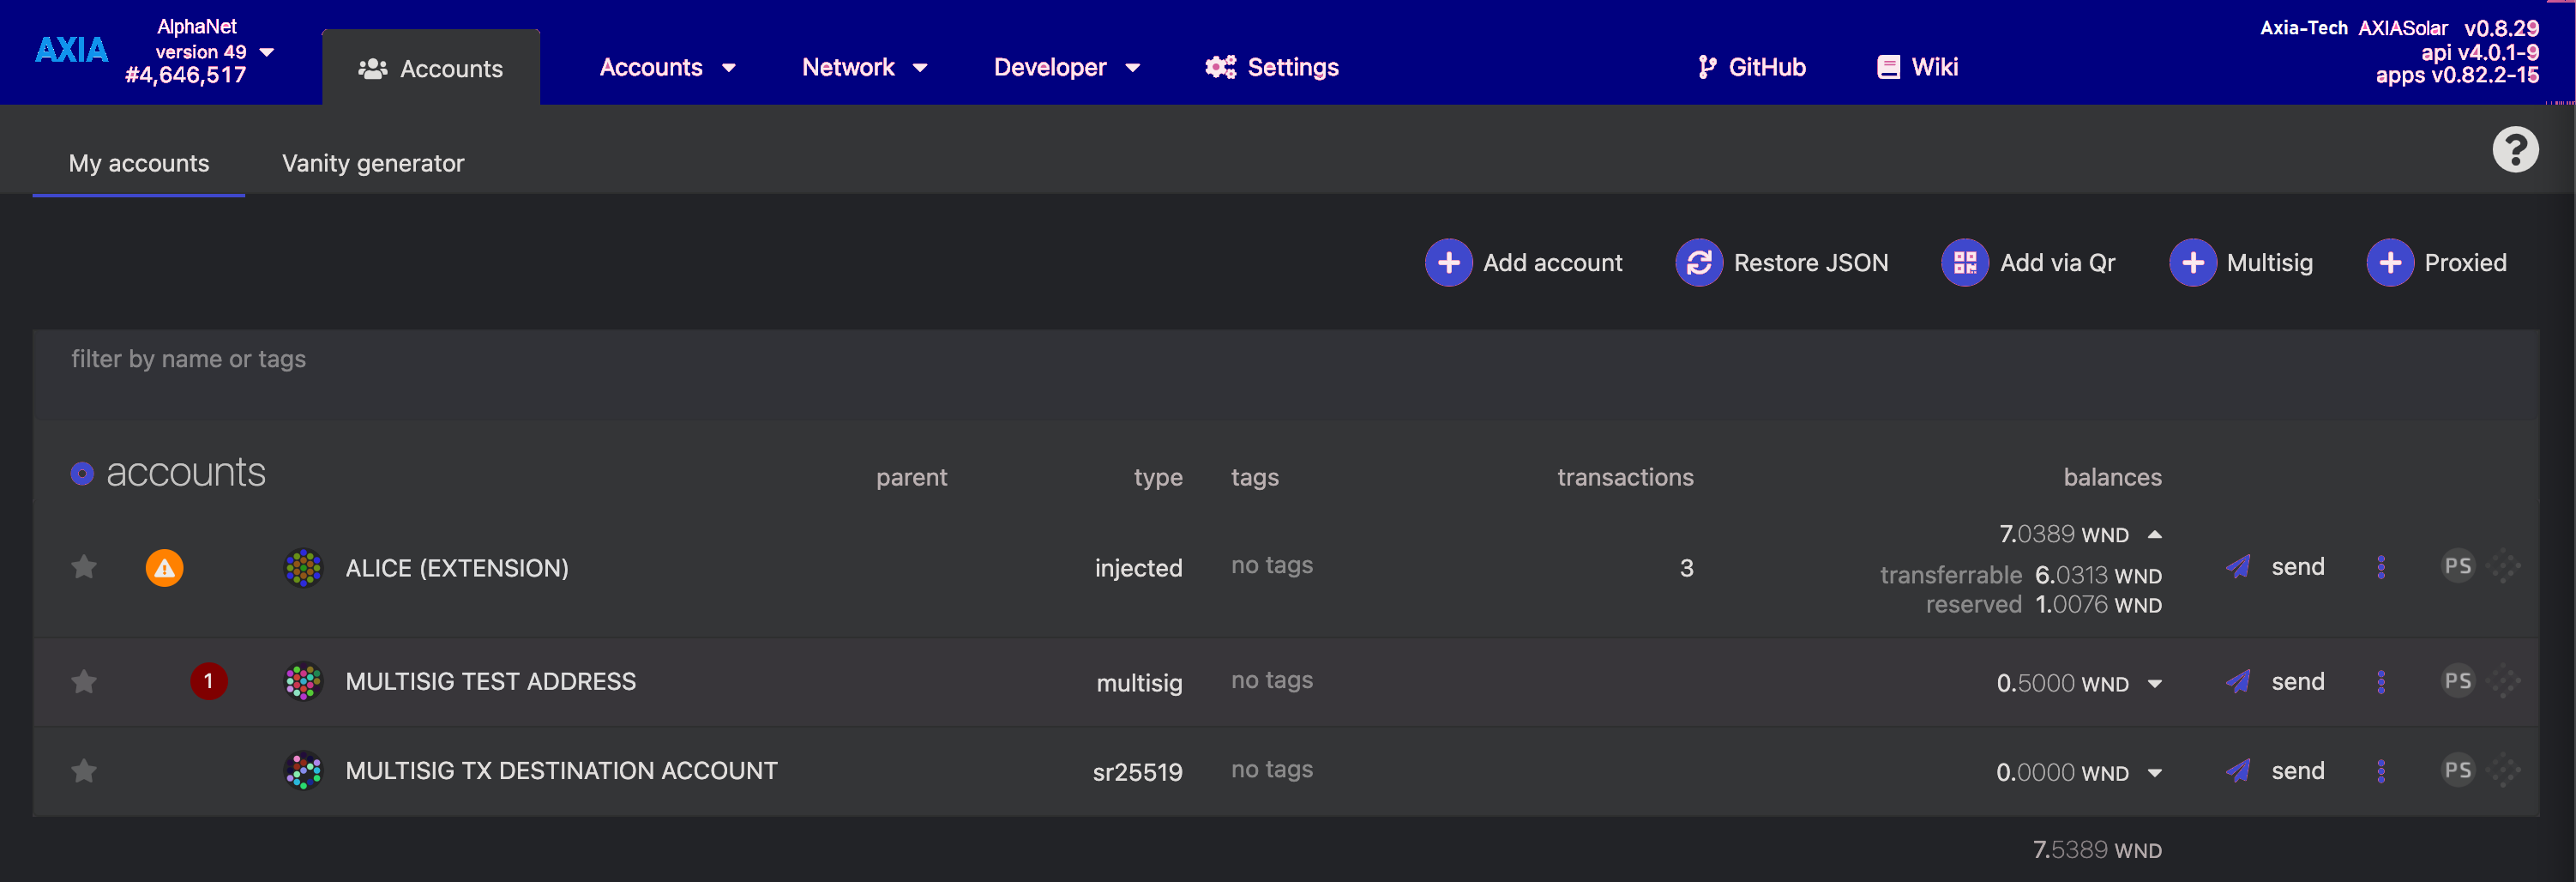 AXIA
AlphaNet
version 49
#4,646,517
Accounts
Accounts
Network
Developer
Settings
GitHub
Wiki
Axia-Tech AXIASolar v0.8.29
api v4.0.1-9
apps v0.82.2-15
My accounts
Vanity generator
Add account
Restore JSON
Add via Qr
Multisig
Proxied
filter by name or tags
accounts parent type tags transactions balances
ALICE (EXTENSION) injected no tags 3 7.0389 WND
transferrable 6.0313 WND
reserved 1.0076 WND
send PS
1 MULTISIG TEST ADDRESS multisig no tags 0.5000 WND send PS
MULTISIG TX DESTINATION ACCOUNT sr25519 no tags 0.0000 WND send PS
7.5389 WND